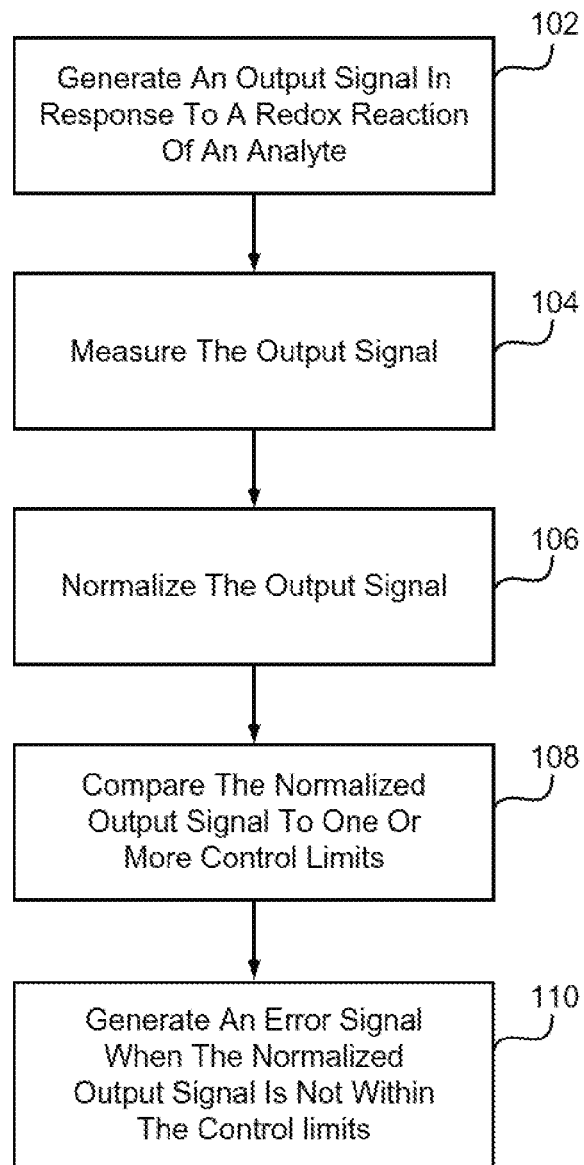 102
Generate An Output Signal In
Response To A Redox Reaction
Of An Analyte
104
Measure The Output Signal
106
Normalize The Output Signal
108
Compare The Normalized
Output Signal To One Or
More Control Limits
110
Generate An Error Signal
When The Normalized
Output Signal Is Not Within
The Control limits